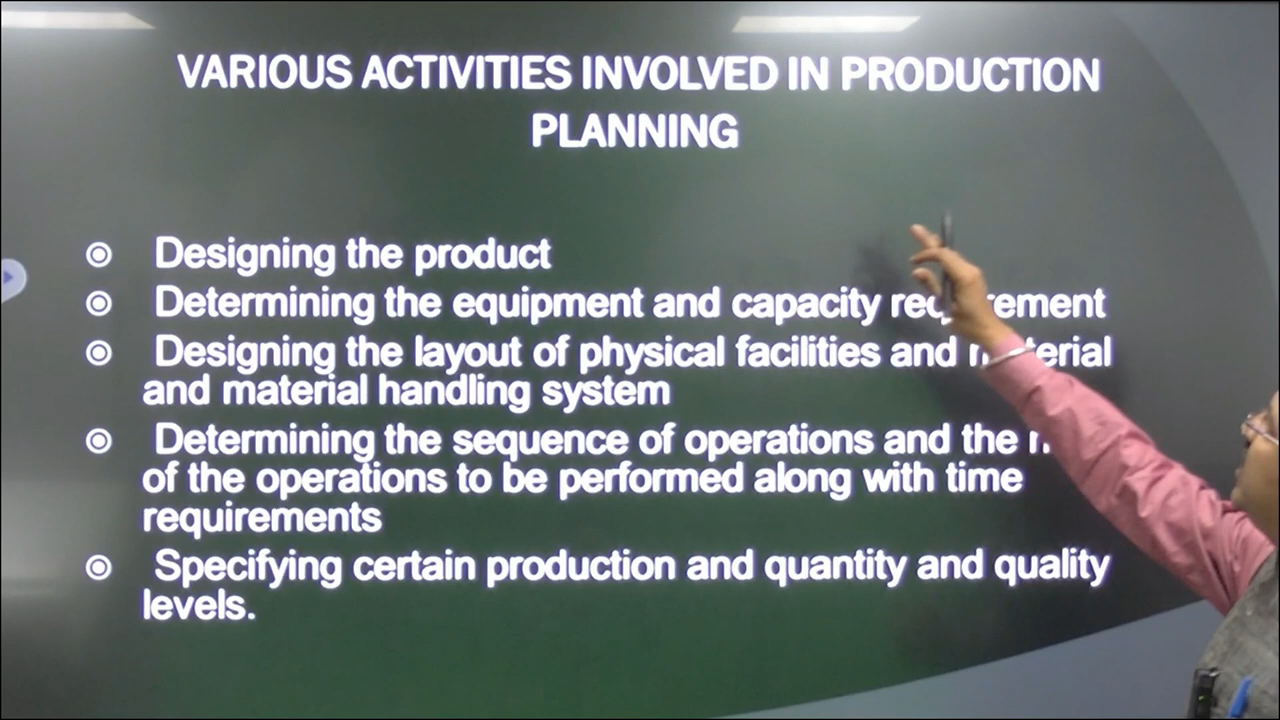 VARIOUS ACTIVITIES INVOLVED IN PRODUCTION
PLANNING
Designing the product
Determining the equipment and capacity requirement
Designing the layout of physical facilities and material
and material handling system
Determining the sequence of operations and the
of the operations to be performed along with time
requirements
Specifying certain production and quantity and quality
levels.